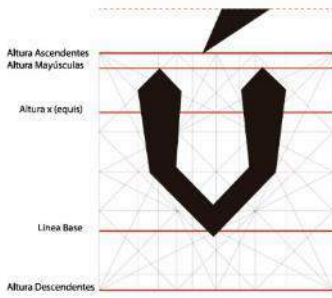 Altura Ascendentes
Altura Mayúsculas
Altura x (equis)
Linea Base
Altura Descendentes